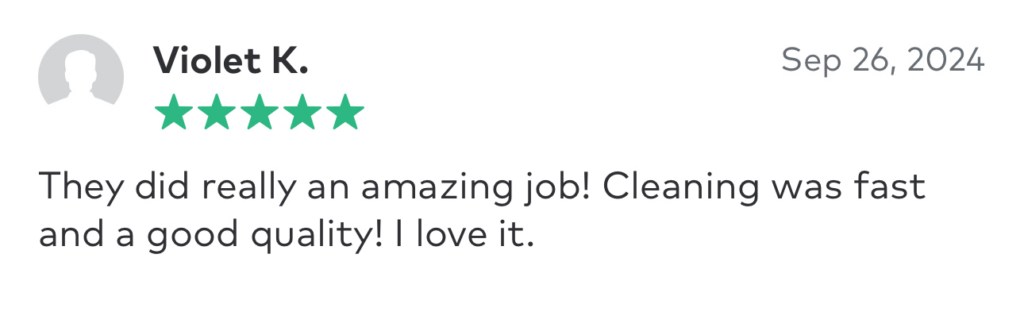 Violet K.
Sep 26, 2024
They did really an amazing job! Cleaning was fast
and a good quality! I love it.